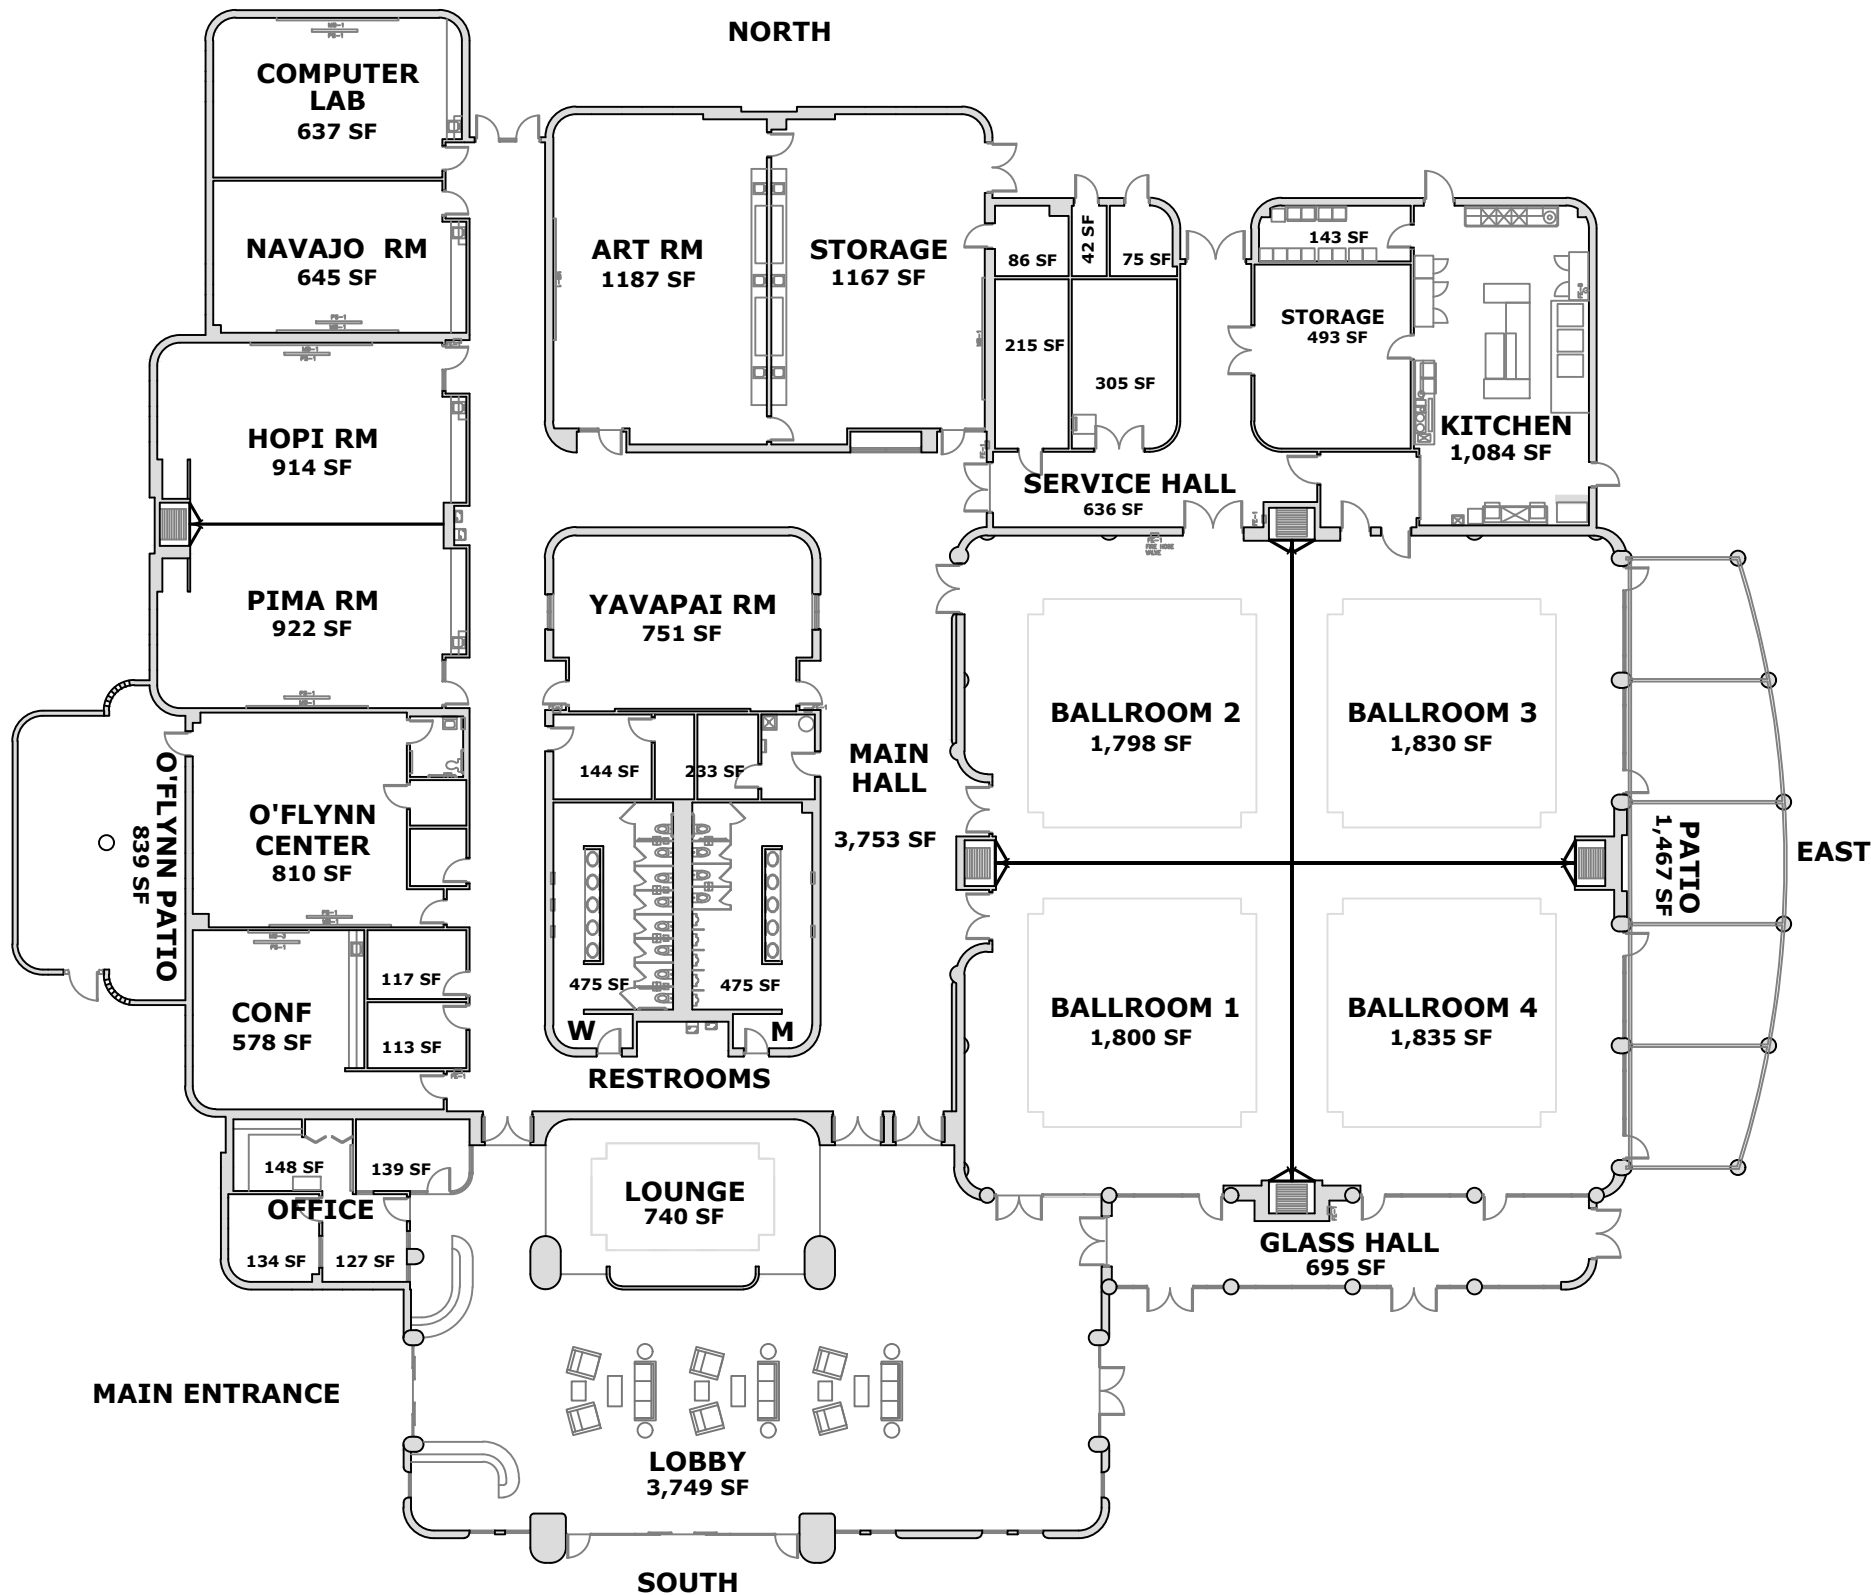 NORTH
COMPUTER
LAB
637 SF
NAVAJO RM
645 SF
ART RM
1187 SF
STORAGE
1167 SF
86 SF
42 SF
75 SF
143 SF
STORAGE
493 SF
215 SF
305 SF
KITCHEN
1,084 SF
HOPI RM
914 SF
SERVICE HALL
636 SF
FIRE HOSE
VALVE
PIMA RM
922 SF
YAVAPAI RM
751 SF
BALLROOM 2
1,798 SF
BALLROOM 3
1,830 SF
O'FLYNN PATIO
839 SF
O'FLYNN
CENTER
810 SF
144 SF
233 SF
MAIN
HALL
3,753 SF
PATIO
1,467 SF
EAST
CONF
578 SF
117 SF
113 SF
475 SF
475 SF
W
M
RESTROOMS
BALLROOM 1
1,800 SF
BALLROOM 4
1,835 SF
148 SF
139 SF
OFFICE
134 SF
127 SF
LOUNGE
740 SF
GLASS HALL
695 SF
MAIN ENTRANCE
LOBBY
3,749 SF
SOUTH